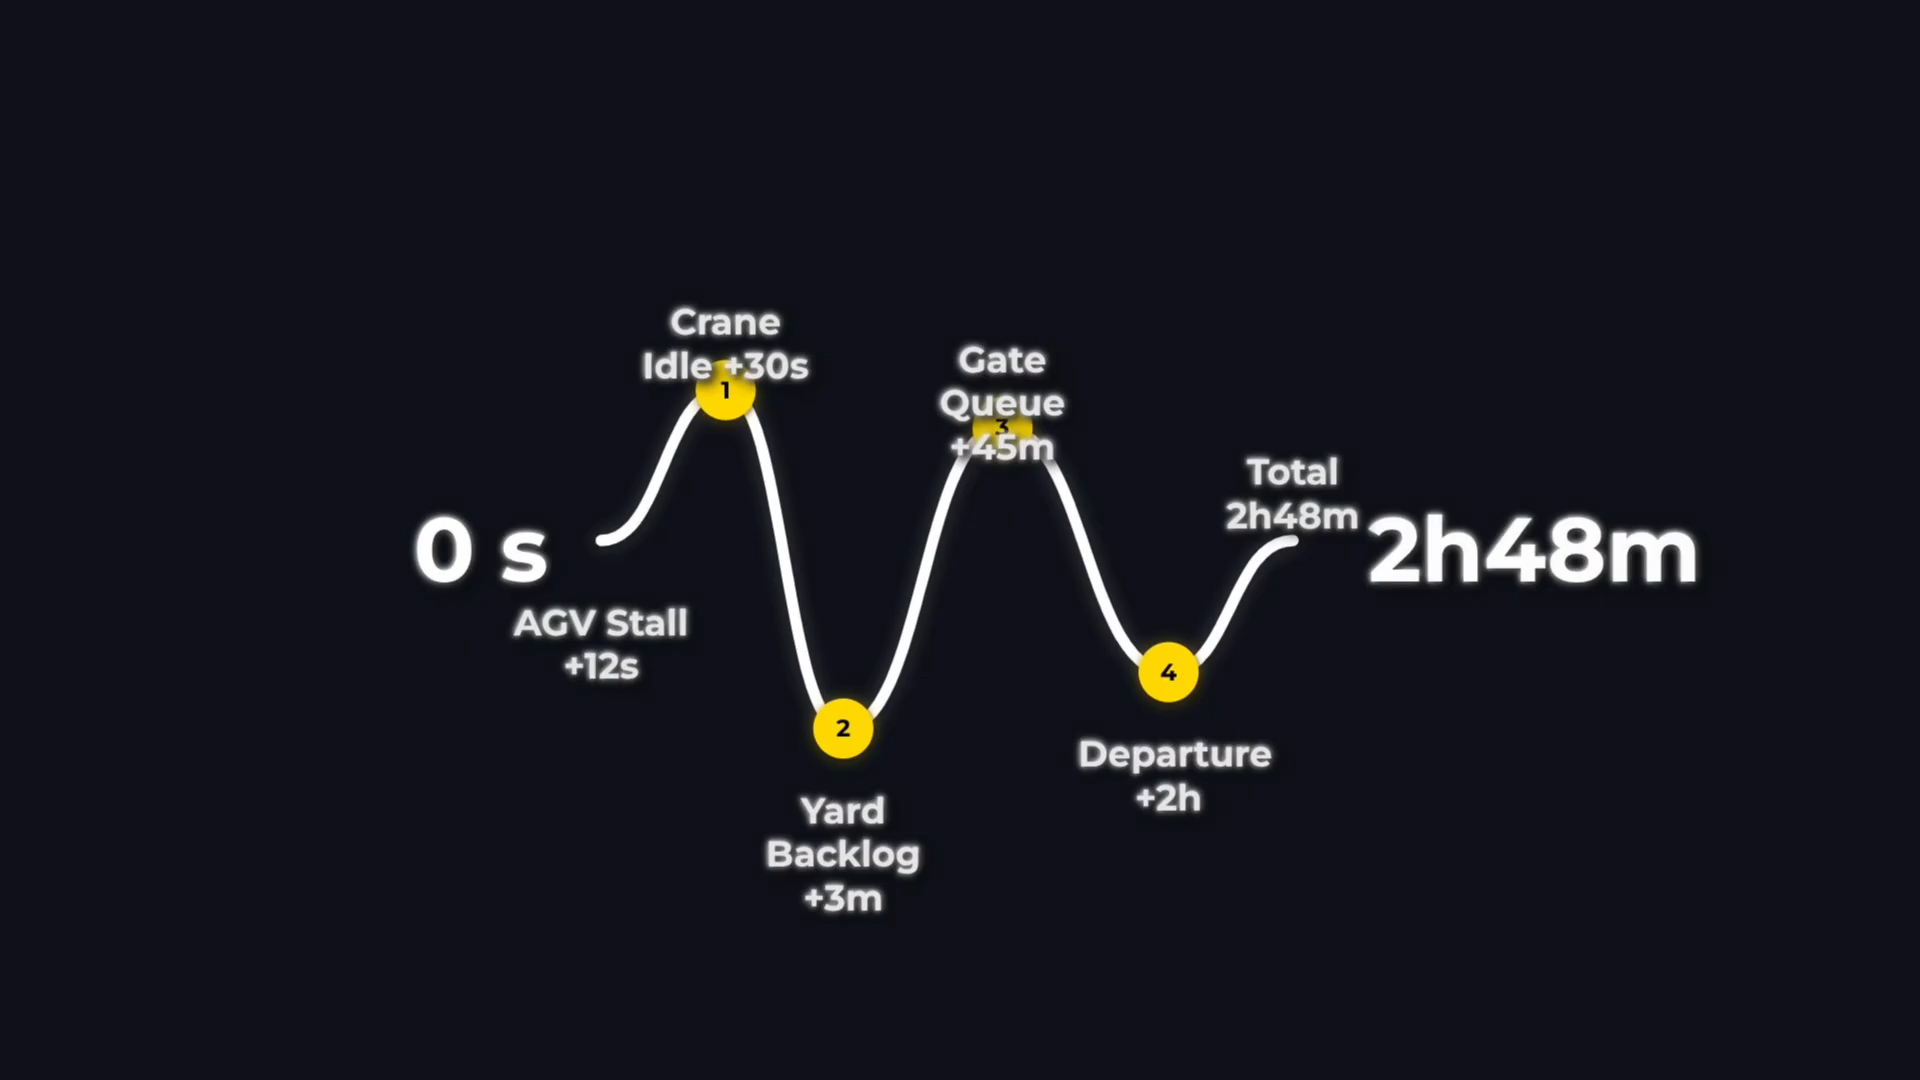 0 s
AGV Stall
+12s
Crane
Idle +30s
1
2
Yard
Backlog
+3m
Gate
Queue
+45m
3
4
Departure
+2h
Total
2h48m
2h48m